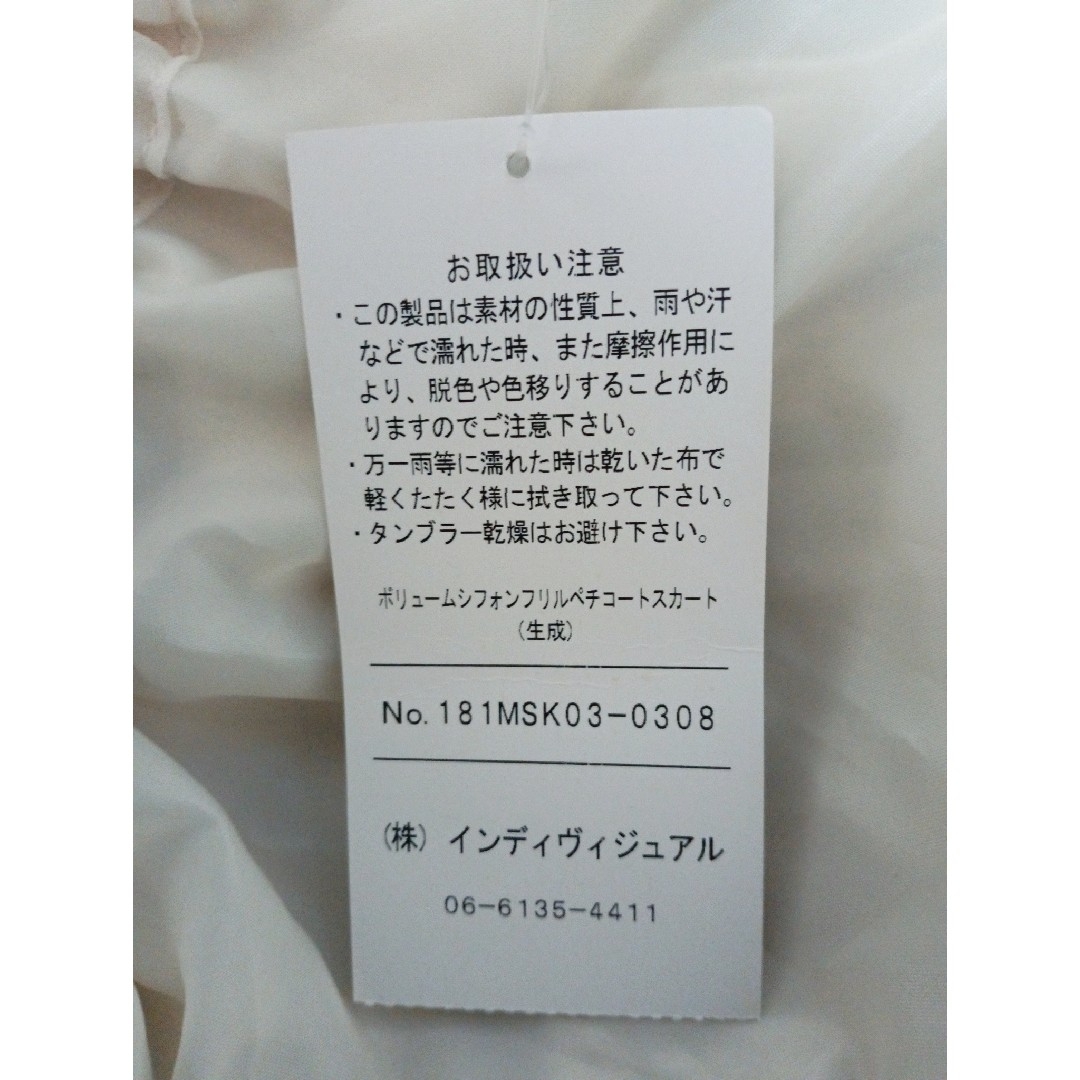 お取扱い注意
・この製品は素材の性質上、雨や汗
などで濡れた時、また摩擦作用に
より、脱色や色移りすることがあ
りますのでご注意下さい。
・万一雨等に濡れた時は乾いた布で
軽くたたく様に拭き取って下さい。
・タンブラー乾燥はお避け下さい。
ボリュームシフォンフリルペチコートスカート
(生成)
No.181MSK03-0308
(株) インディヴィジュアル
06-6135-4411